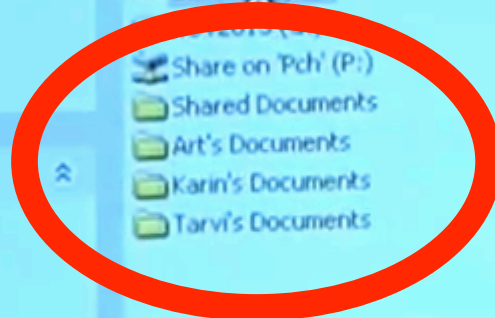 Share on 'Pch' (P:)
Shared Documents
Art's Documents
Karin's Documents
Tarvi's Documents